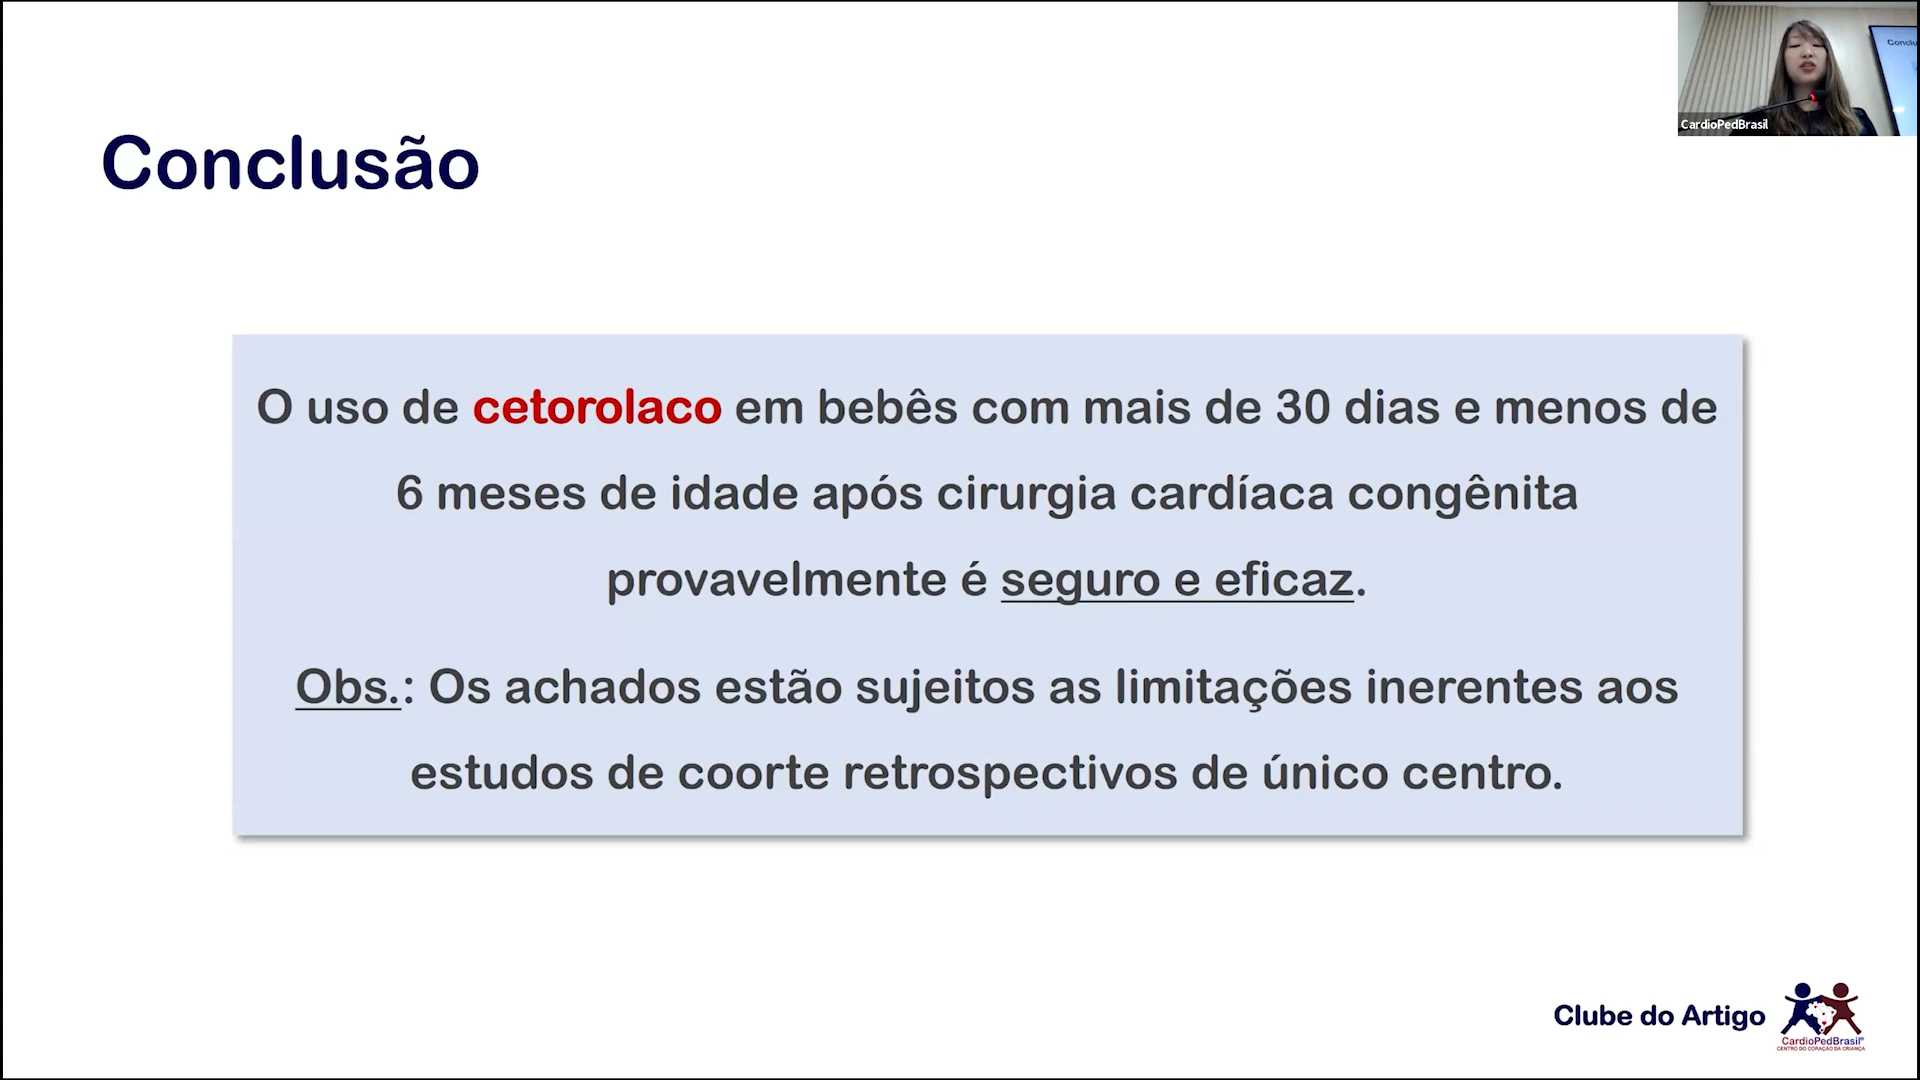 Conclu
CardioPedBrasil
Conclusão
O uso de cetorolaco em bebês com mais de 30 dias e menos de
6 meses de idade após cirurgia cardíaca congênita
provavelmente é seguro e eficaz.
Obs.: Os achados estão sujeitos as limitações inerentes aos
estudos de coorte retrospectivos de único centro.
Clube do Artigo
CardioPedBrasil®
CENTRO DO CORAÇÃO DA CRIANÇA